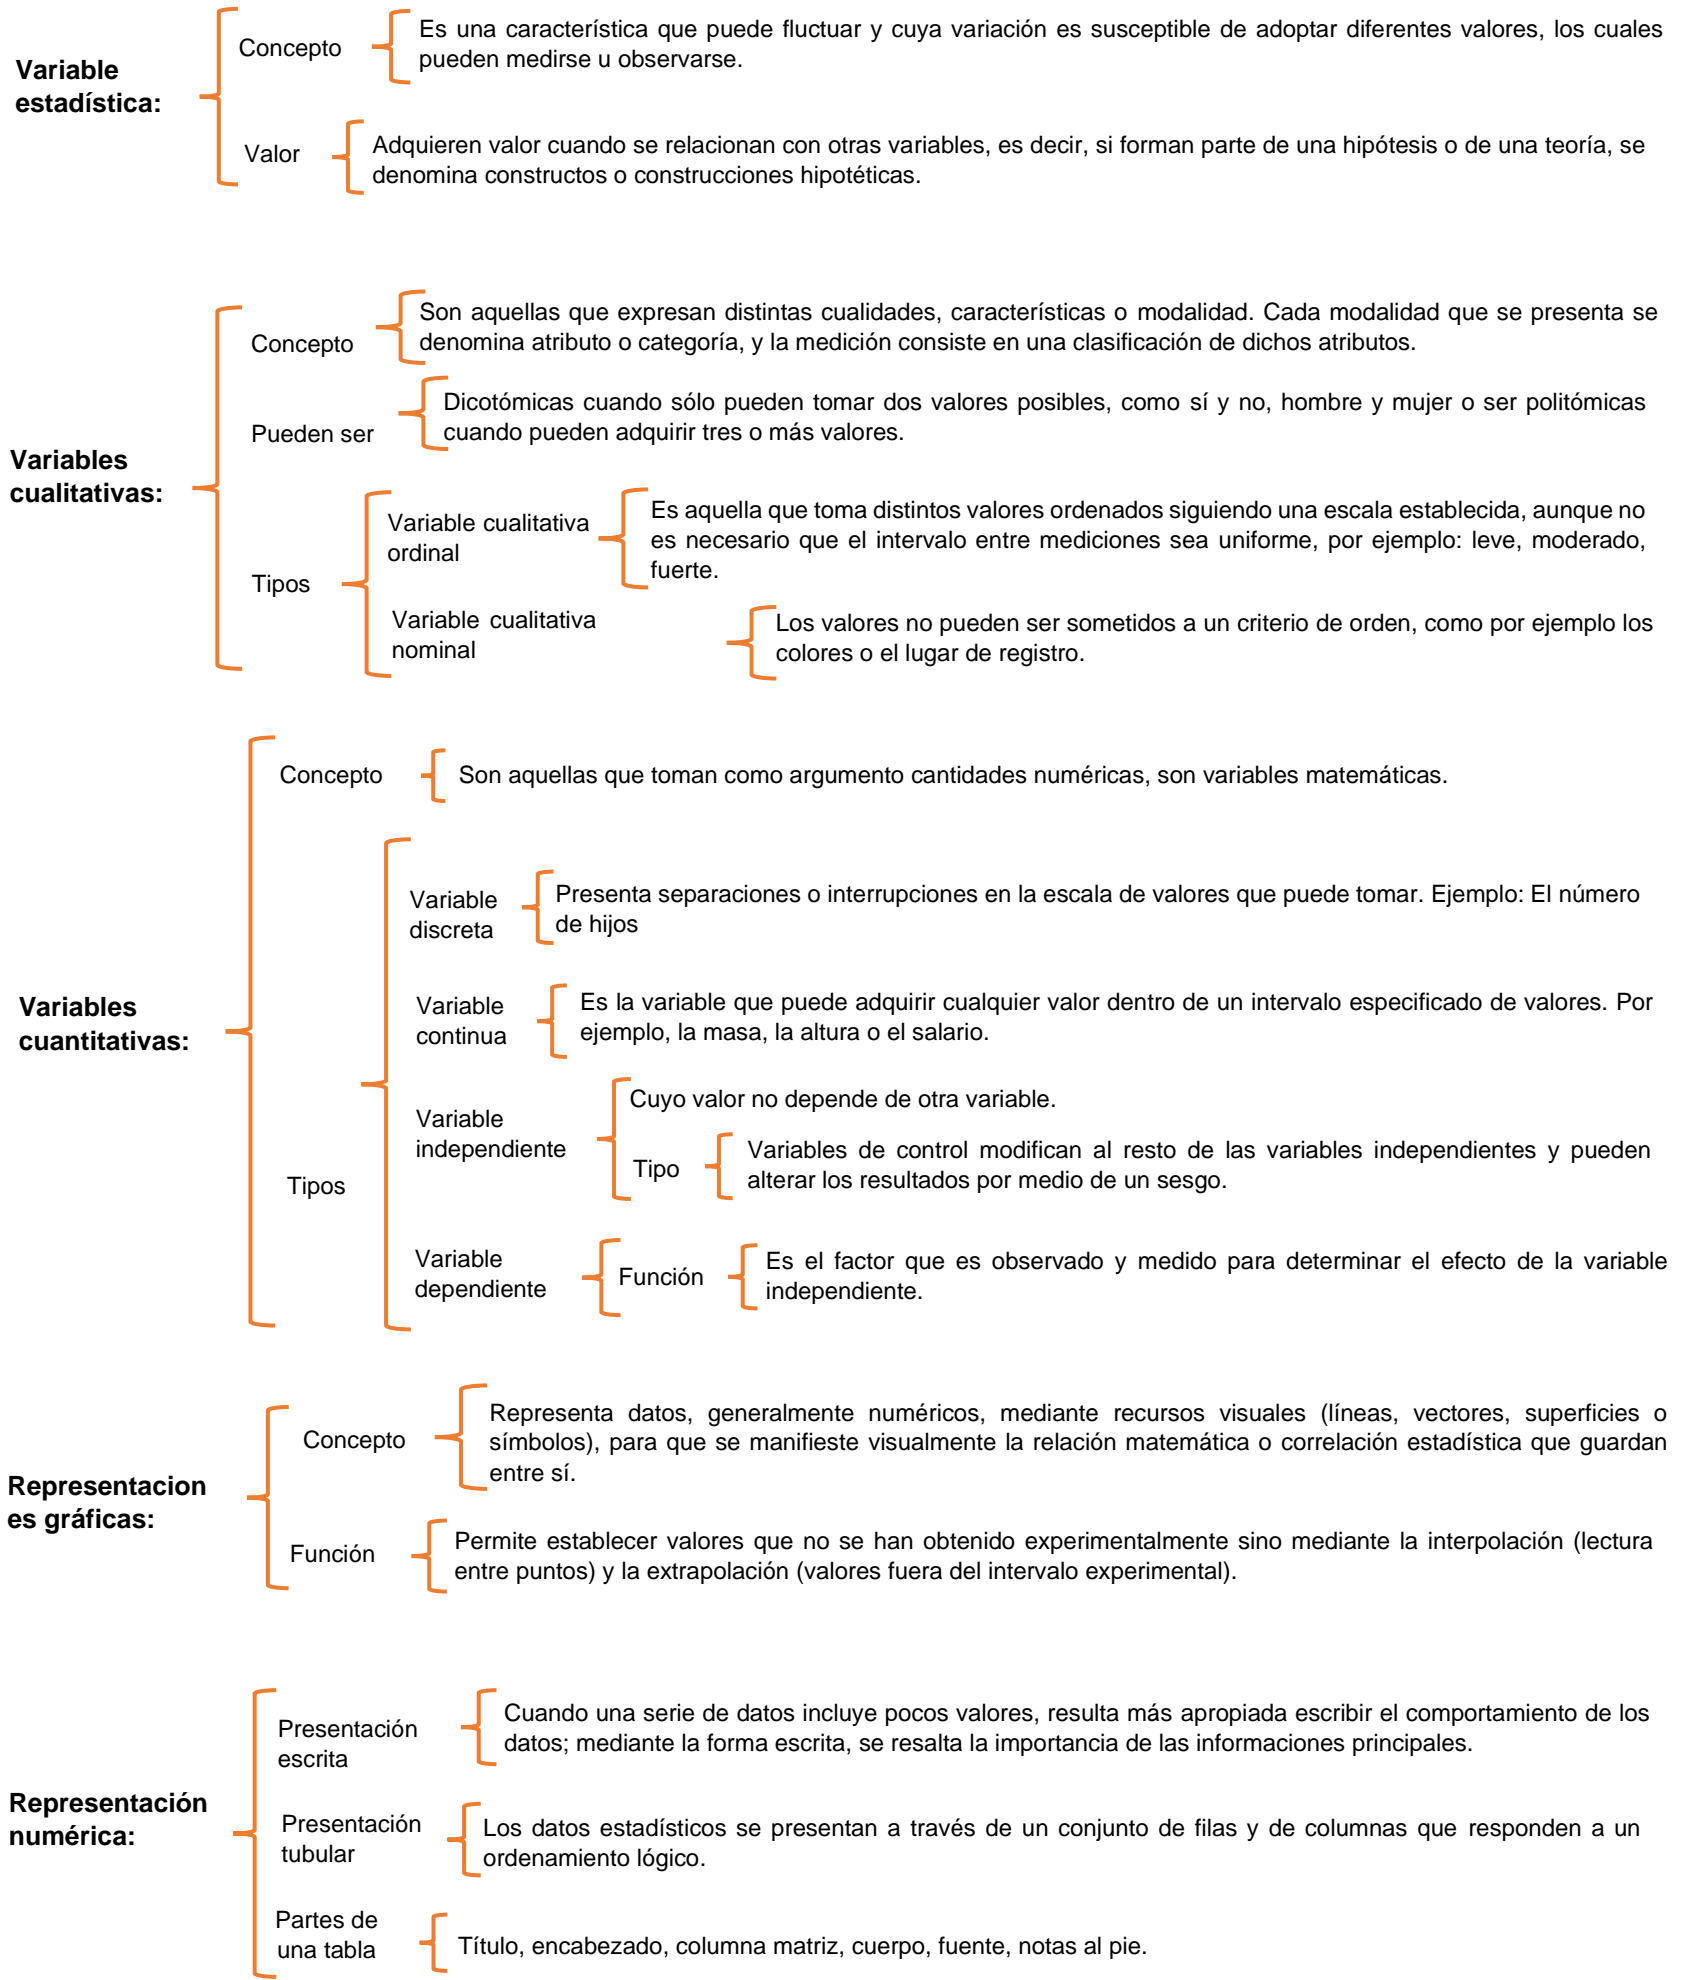 Variable
estadística:
Concepto
Es una característica que puede fluctuar y cuya variación es susceptible de adoptar diferentes valores, los cuales
pueden medirse u observarse.
Valor
Adquieren valor cuando se relacionan con otras variables, es decir, si forman parte de una hipótesis o de una teoría, se
denomina constructos o construcciones hipotéticas.
Variables
cualitativas:
Concepto
Son aquellas que expresan distintas cualidades, características o modalidad. Cada modalidad que se presenta se
denomina atributo o categoría, y la medición consiste en una clasificación de dichos atributos.
Pueden ser
Dicotómicas cuando sólo pueden tomar dos valores posibles, como sí y no, hombre y mujer o ser politómicas
cuando pueden adquirir tres o más valores.
Tipos
Variable cualitativa
ordinal
Es aquella que toma distintos valores ordenados siguiendo una escala establecida, aunque no
es necesario que el intervalo entre mediciones sea uniforme, por ejemplo: leve, moderado,
fuerte.
Variable cualitativa
nominal
Los valores no pueden ser sometidos a un criterio de orden, como por ejemplo los
colores o el lugar de registro.
Variables
cuantitativas:
Concepto
Son aquellas que toman como argumento cantidades numéricas, son variables matemáticas.
Tipos
Variable
discreta
Presenta separaciones o interrupciones en la escala de valores que puede tomar. Ejemplo: El número
de hijos
Variable
continua
Es la variable que puede adquirir cualquier valor dentro de un intervalo especificado de valores. Por
ejemplo, la masa, la altura o el salario.
Variable
independiente
Cuyo valor no depende de otra variable.
Tipo
Variables de control modifican al resto de las variables independientes y pueden
alterar los resultados por medio de un sesgo.
Variable
dependiente
Función
Es el factor que es observado y medido para determinar el efecto de la variable
independiente.
Representacion
es gráficas:
Concepto
Representa datos, generalmente numéricos, mediante recursos visuales (líneas, vectores, superficies o
símbolos), para que se manifieste visualmente la relación matemática o correlación estadística que guardan
entre sí.
Función
Permite establecer valores que no se han obtenido experimentalmente sino mediante la interpolación (lectura
entre puntos) y la extrapolación (valores fuera del intervalo experimental).
Representación
numérica:
Presentación
escrita
Cuando una serie de datos incluye pocos valores, resulta más apropiada escribir el comportamiento de los
datos; mediante la forma escrita, se resalta la importancia de las informaciones principales.
Presentación
tubular
Los datos estadísticos se presentan a través de un conjunto de filas y de columnas que responden a un
ordenamiento lógico.
Partes de
una tabla
Título, encabezado, columna matriz, cuerpo, fuente, notas al pie.